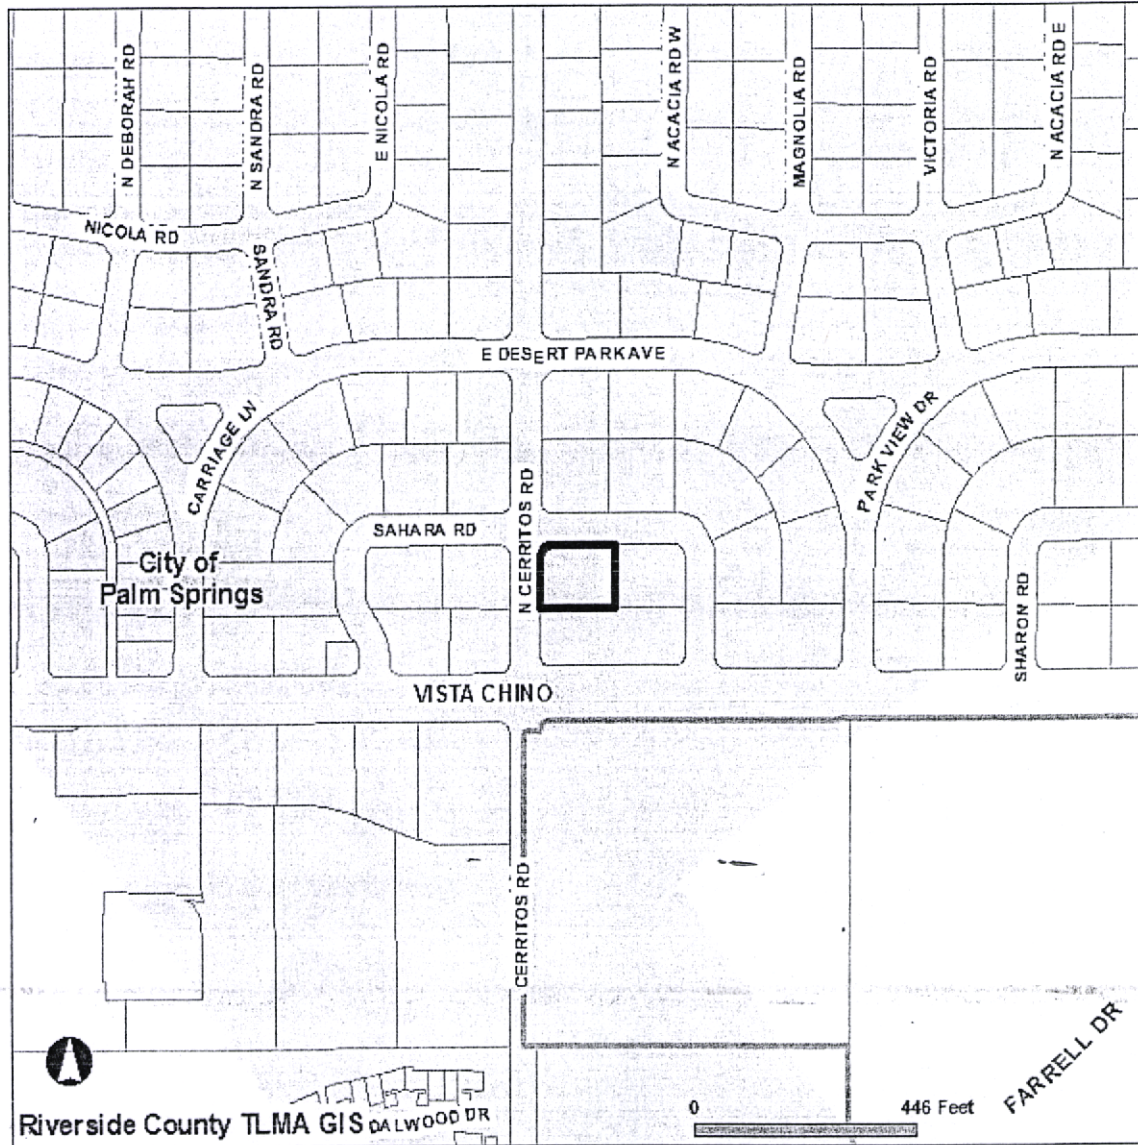 N DEBORAH RD
N SANDRA RD
E NICOLA RD
N ACACIA RD W
MAGNOLIA RD
VICTORIA RD
N ACACIA RD E
NICOLA RD
SANDRA RD
E DESERT PARK AVE
CARRIAGE LN
PARK VIEW DR
N CERRITOS RD
SAHARA RD
City of
Palm Springs
SHARON RD
VISTA CHINO
CERRITOS RD
FARRELL DR
0 446 Feet
Riverside County TLMA GIS
DALWOOD DR